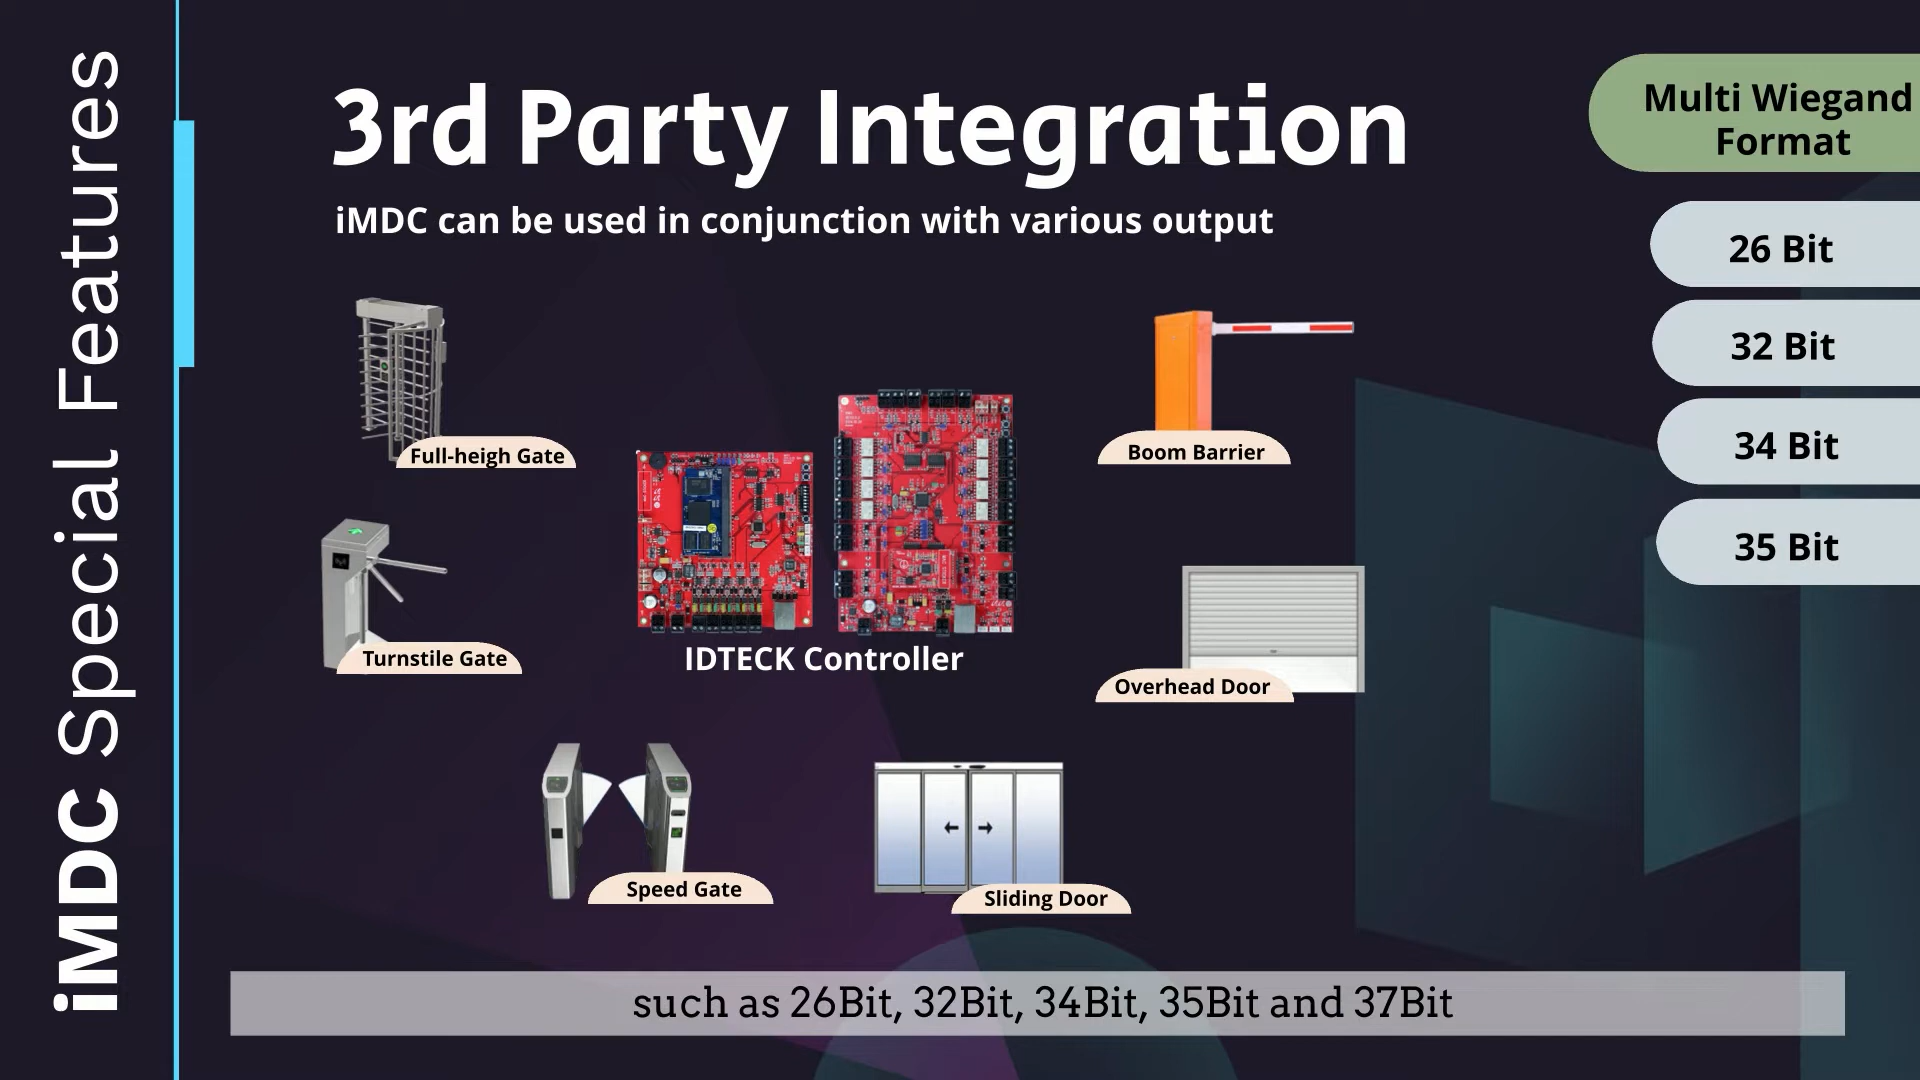 iMDC Special Features
3rd Party Integration
iMDC can be used in conjunction with various output
Multi Wiegand
Format
26 Bit
32 Bit
34 Bit
35 Bit
Full-heigh Gate
Boom Barrier
Turnstile Gate
IDTECK Controller
Overhead Door
Speed Gate
Sliding Door
such as 26Bit, 32Bit, 34Bit, 35Bit and 37Bit